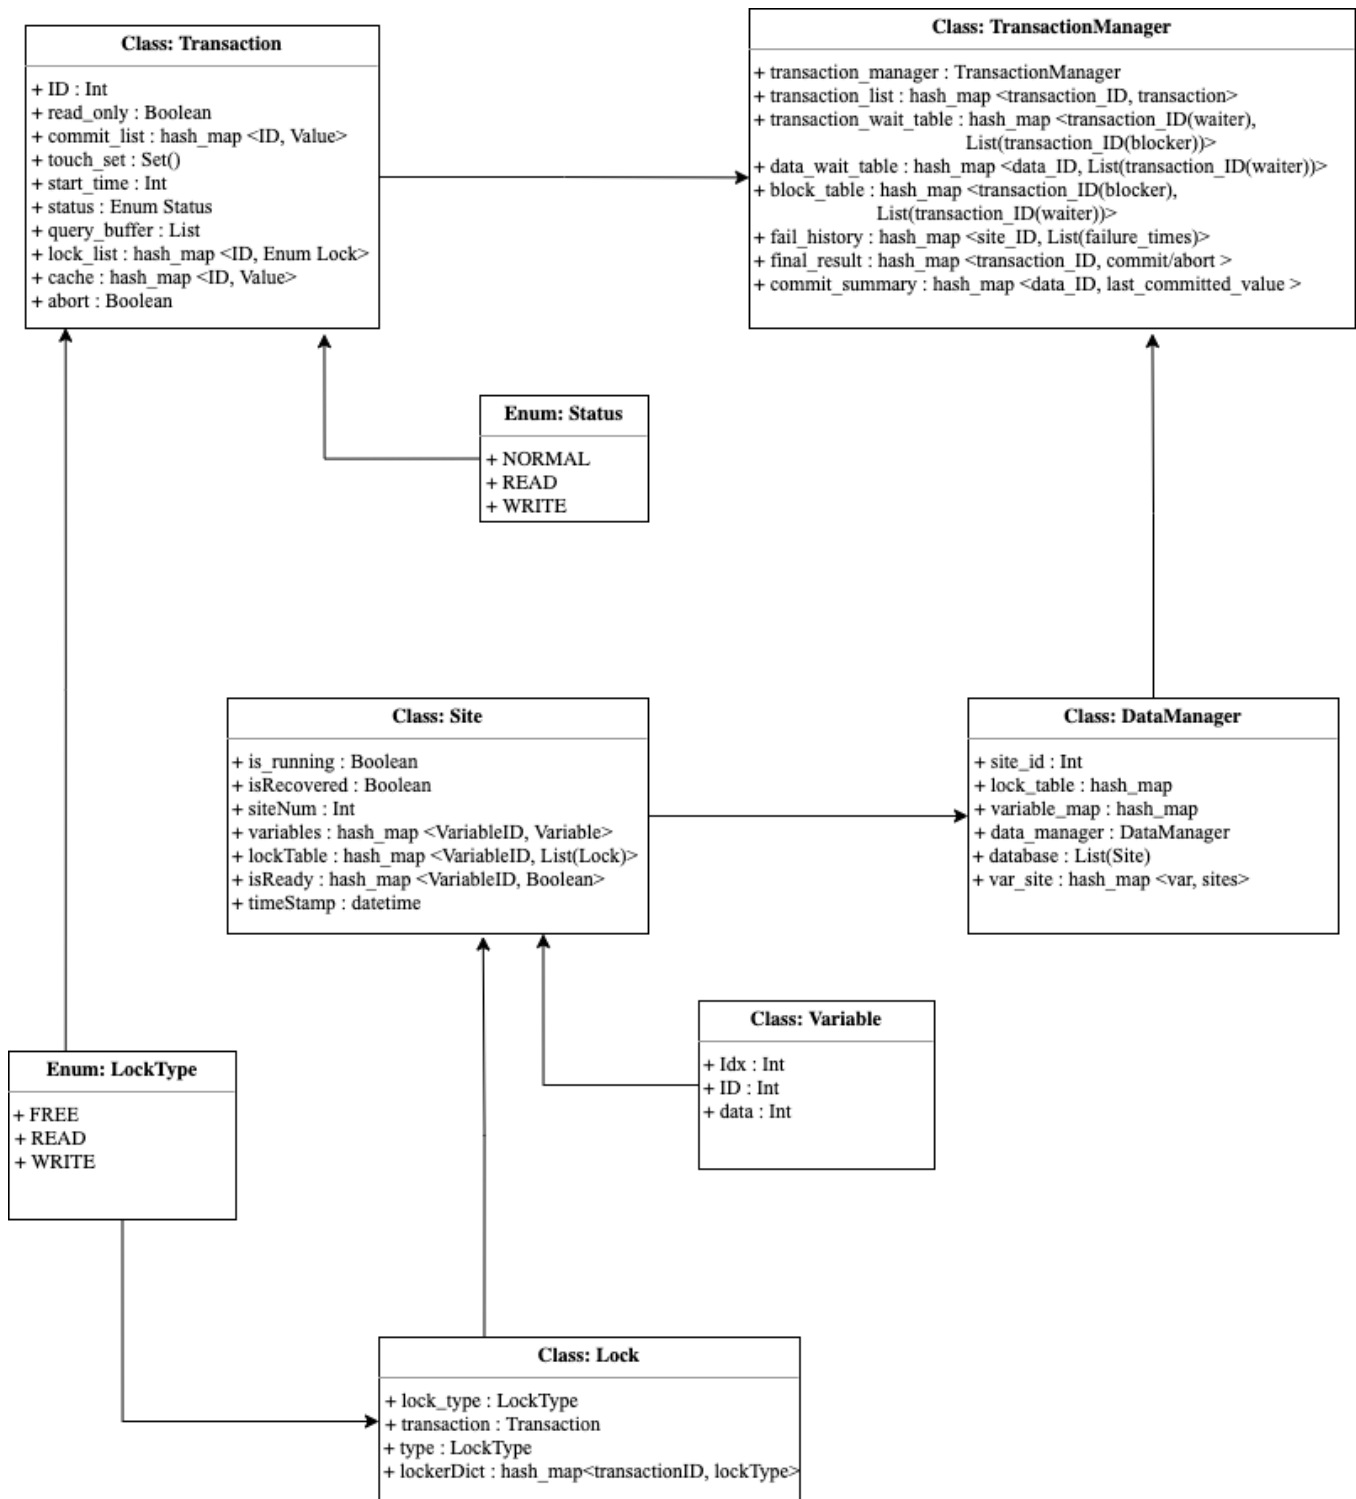 Class: Transaction
+ ID : Int
+ read_only : Boolean
+ commit_list : hash_map <ID, Value>
+ touch_set : Set()
+ start_time : Int
+ status : Enum Status
+ query_buffer : List
+ lock_list : hash_map <ID, Enum Lock>
+ cache : hash_map <ID, Value>
+ abort : Boolean
Class: TransactionManager
+ transaction_manager : TransactionManager
+ transaction_list : hash_map <transaction_ID, transaction>
+ transaction_wait_table : hash_map <transaction_ID(waiter),
List(transaction_ID(blocker))>
+ data_wait_table : hash_map <data_ID, List(transaction_ID(waiter))>
+ block_table : hash_map <transaction_ID(blocker),
List(transaction_ID(waiter))>
+ fail_history : hash_map <site_ID, List(failure_times)>
+ final_result : hash_map <transaction_ID, commit/abort >
+ commit_summary : hash_map <data_ID, last_committed_value >
Enum: Status
+ NORMAL
+ READ
+ WRITE
Class: Site
+ is_running : Boolean
+ isRecovered : Boolean
+ siteNum : Int
+ variables : hash_map <VariableID, Variable>
+ lockTable : hash_map <VariableID, List(Lock)>
+ isReady : hash_map <VariableID, Boolean>
+ timeStamp : datetime
Class: DataManager
+ site_id : Int
+ lock_table : hash_map
+ variable_map : hash_map
+ data_manager : DataManager
+ database : List(Site)
+ var_site : hash_map <var, sites>
Class: Variable
+ Idx : Int
+ ID : Int
+ data : Int
Enum: LockType
+ FREE
+ READ
+ WRITE
Class: Lock
+ lock_type : LockType
+ transaction : Transaction
+ type : LockType
+ lockerDict : hash_map<transactionID, lockType>